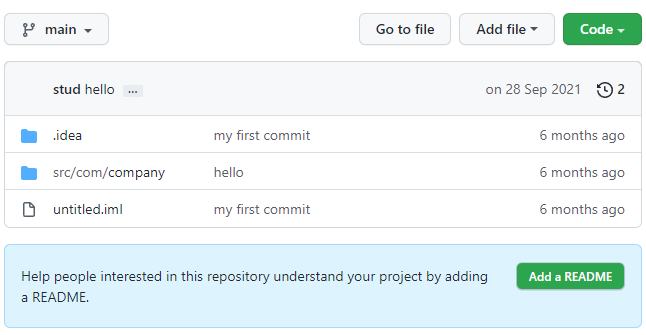 main Go to file Add file Code
stud hello ... on 28 Sep 2021 2
.idea my first commit 6 months ago
src/com/company hello 6 months ago
untitled.iml my first commit 6 months ago
Help people interested in this repository understand your project by adding
a README.
Add a README